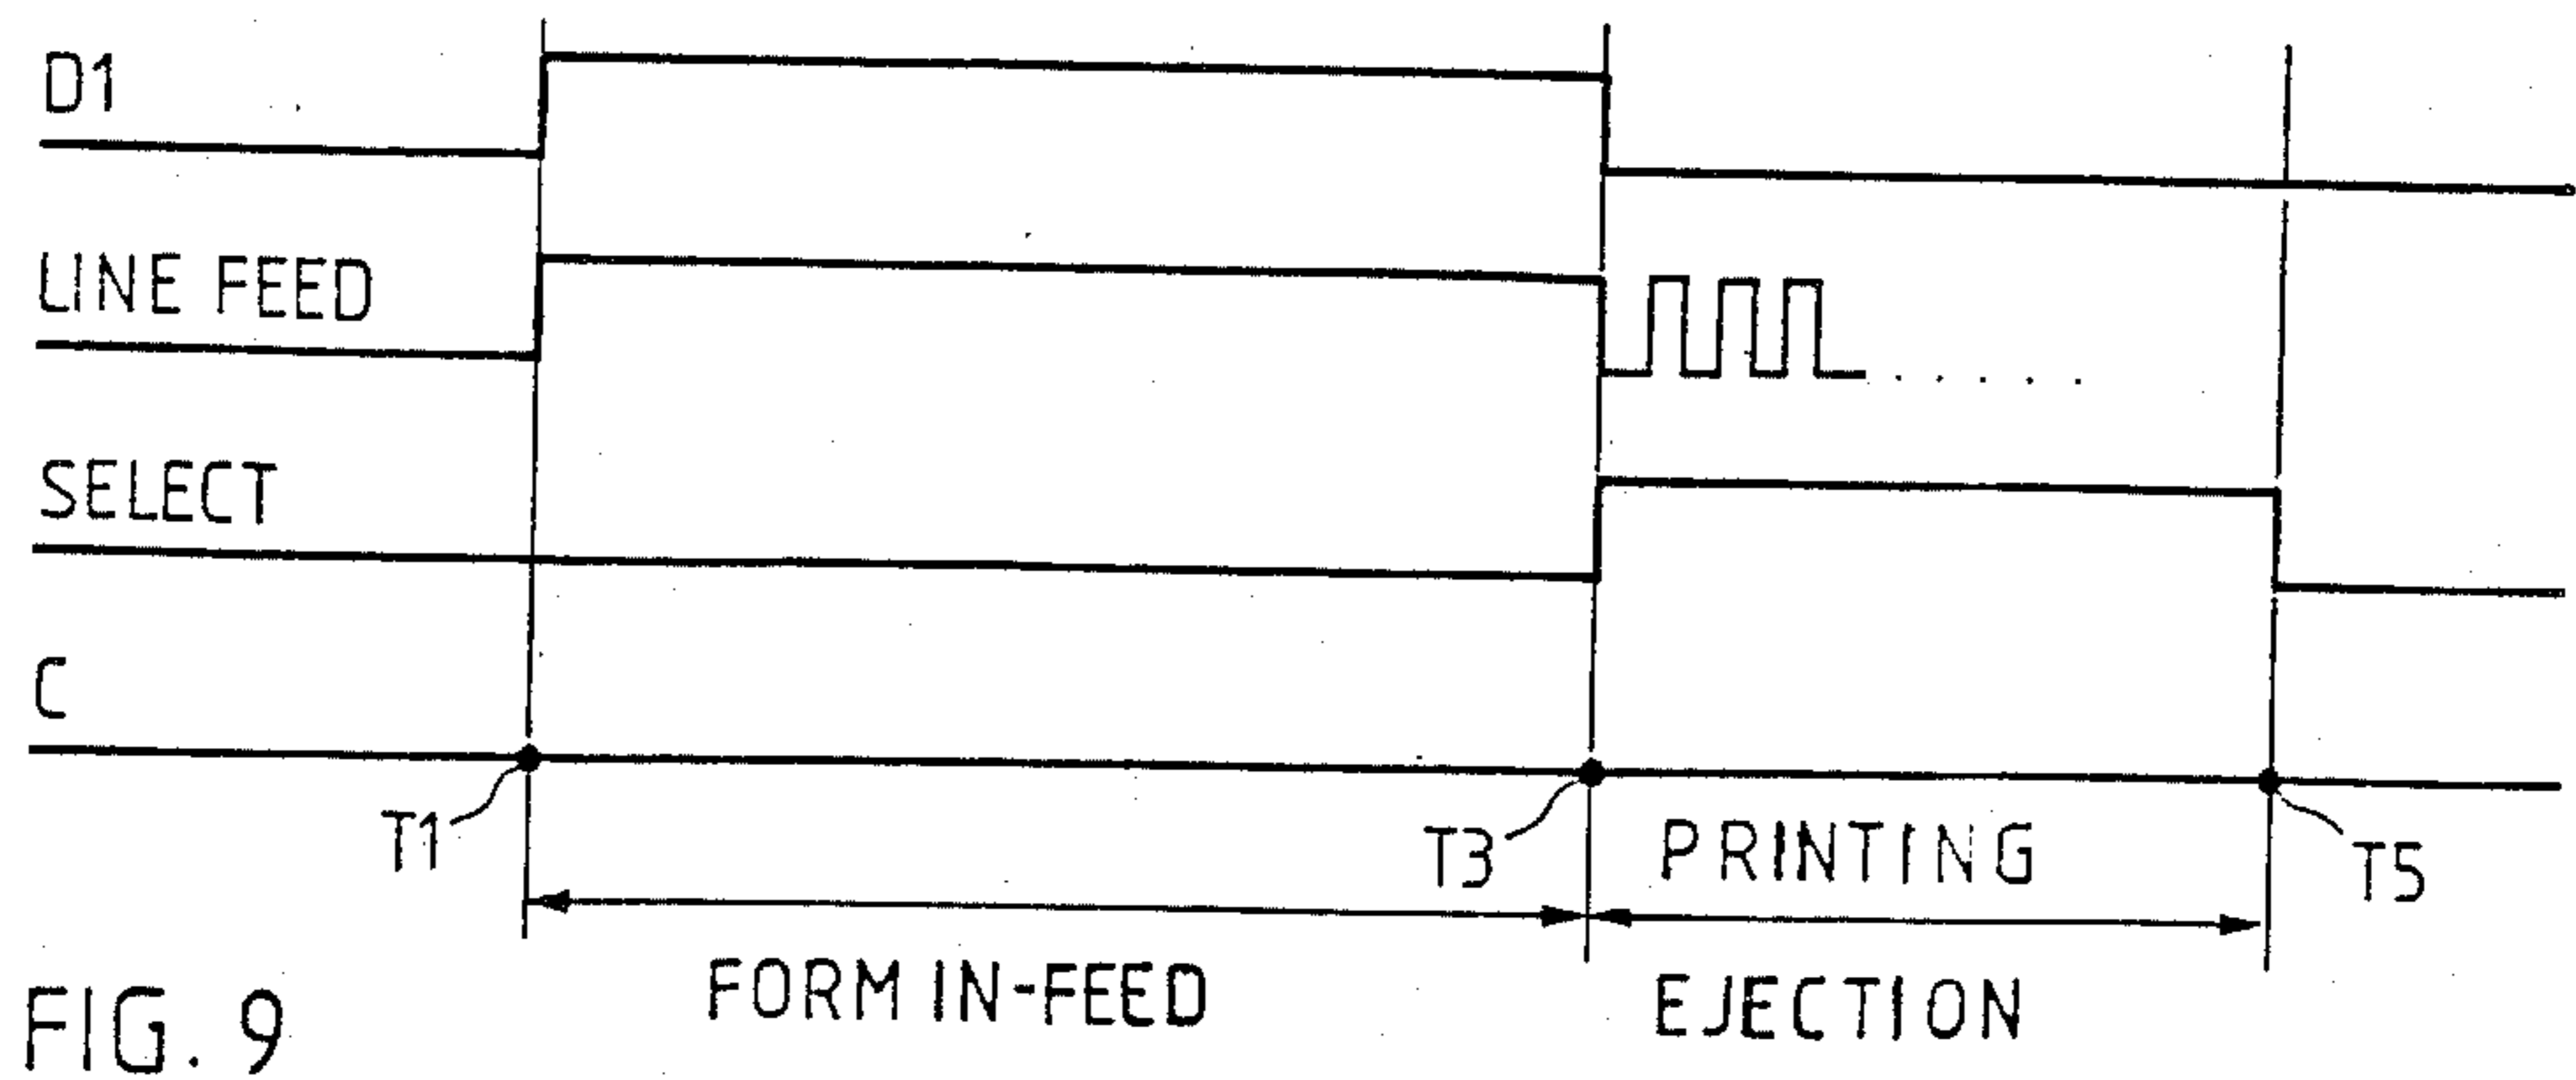 D1
LINE FEED
SELECT
C
T1
T3
PRINTING
T5
FORM IN-FEED
EJECTION
FIG. 9